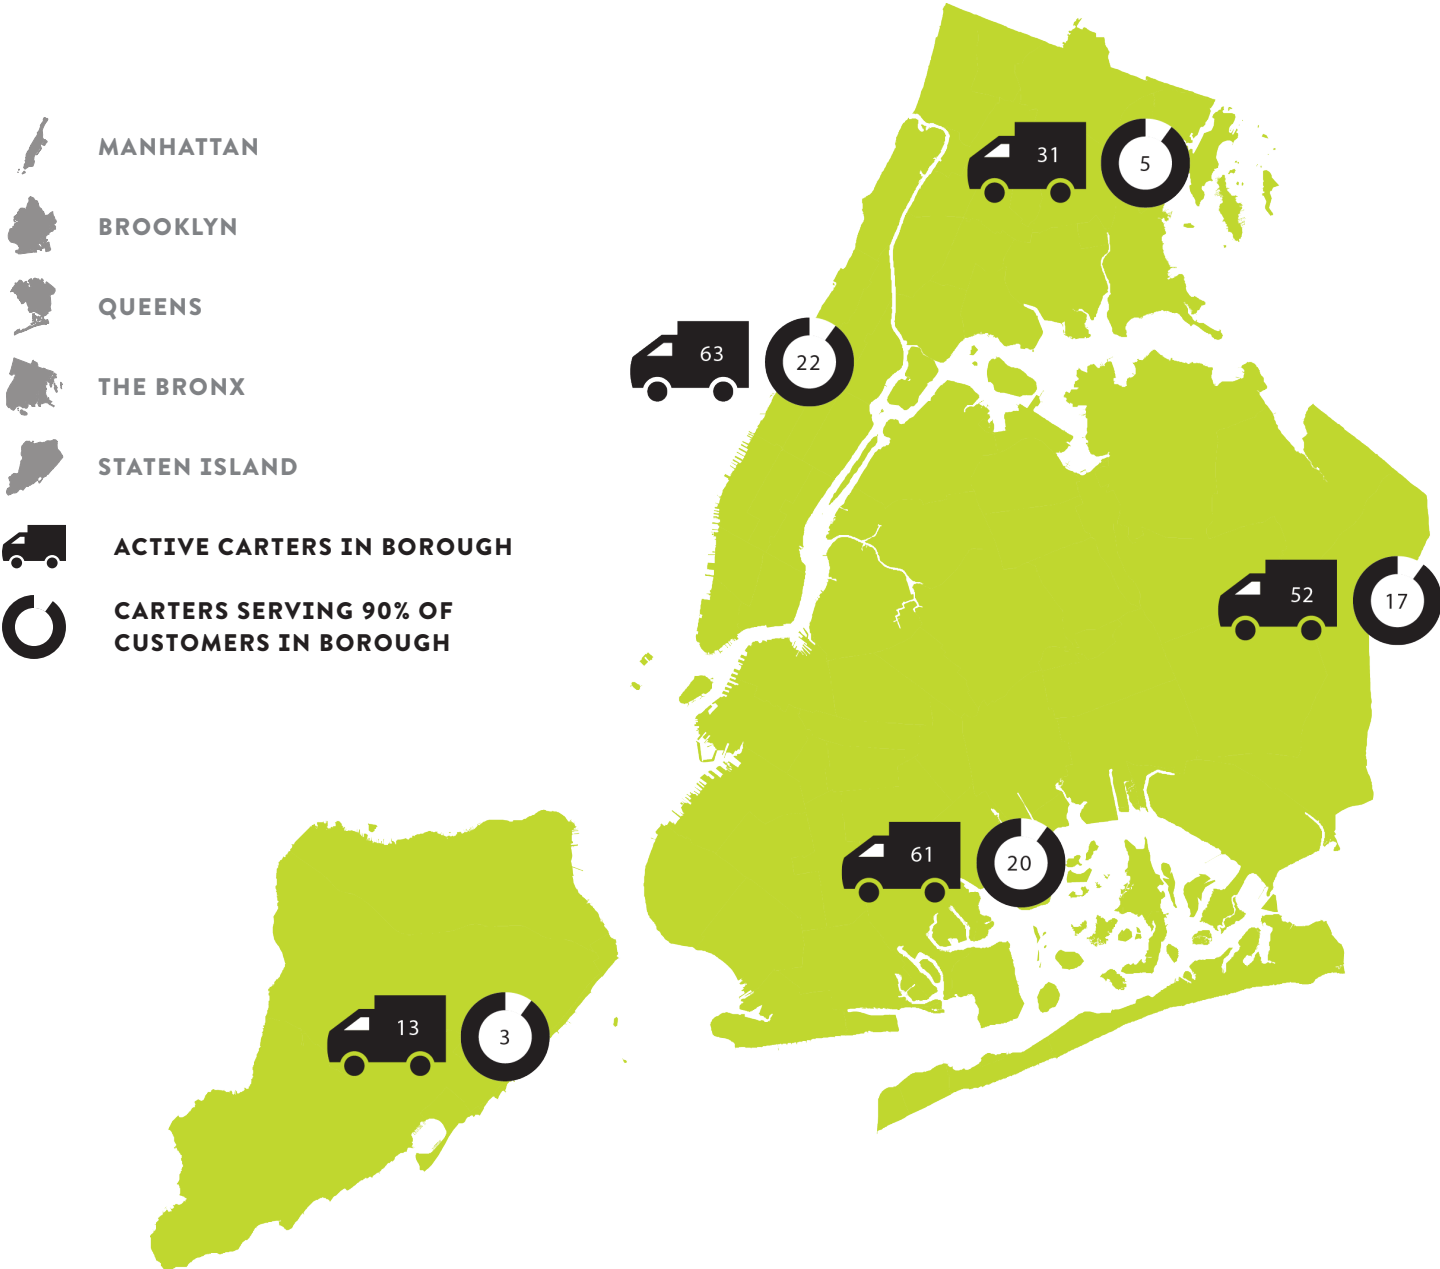 MANHATTAN
BROOKLYN
QUEENS
THE BRONX
STATEN ISLAND
ACTIVE CARTERS IN BOROUGH
CARTERS SERVING 90% OF
CUSTOMERS IN BOROUGH
31
5
63
22
52
17
61
20
13
3